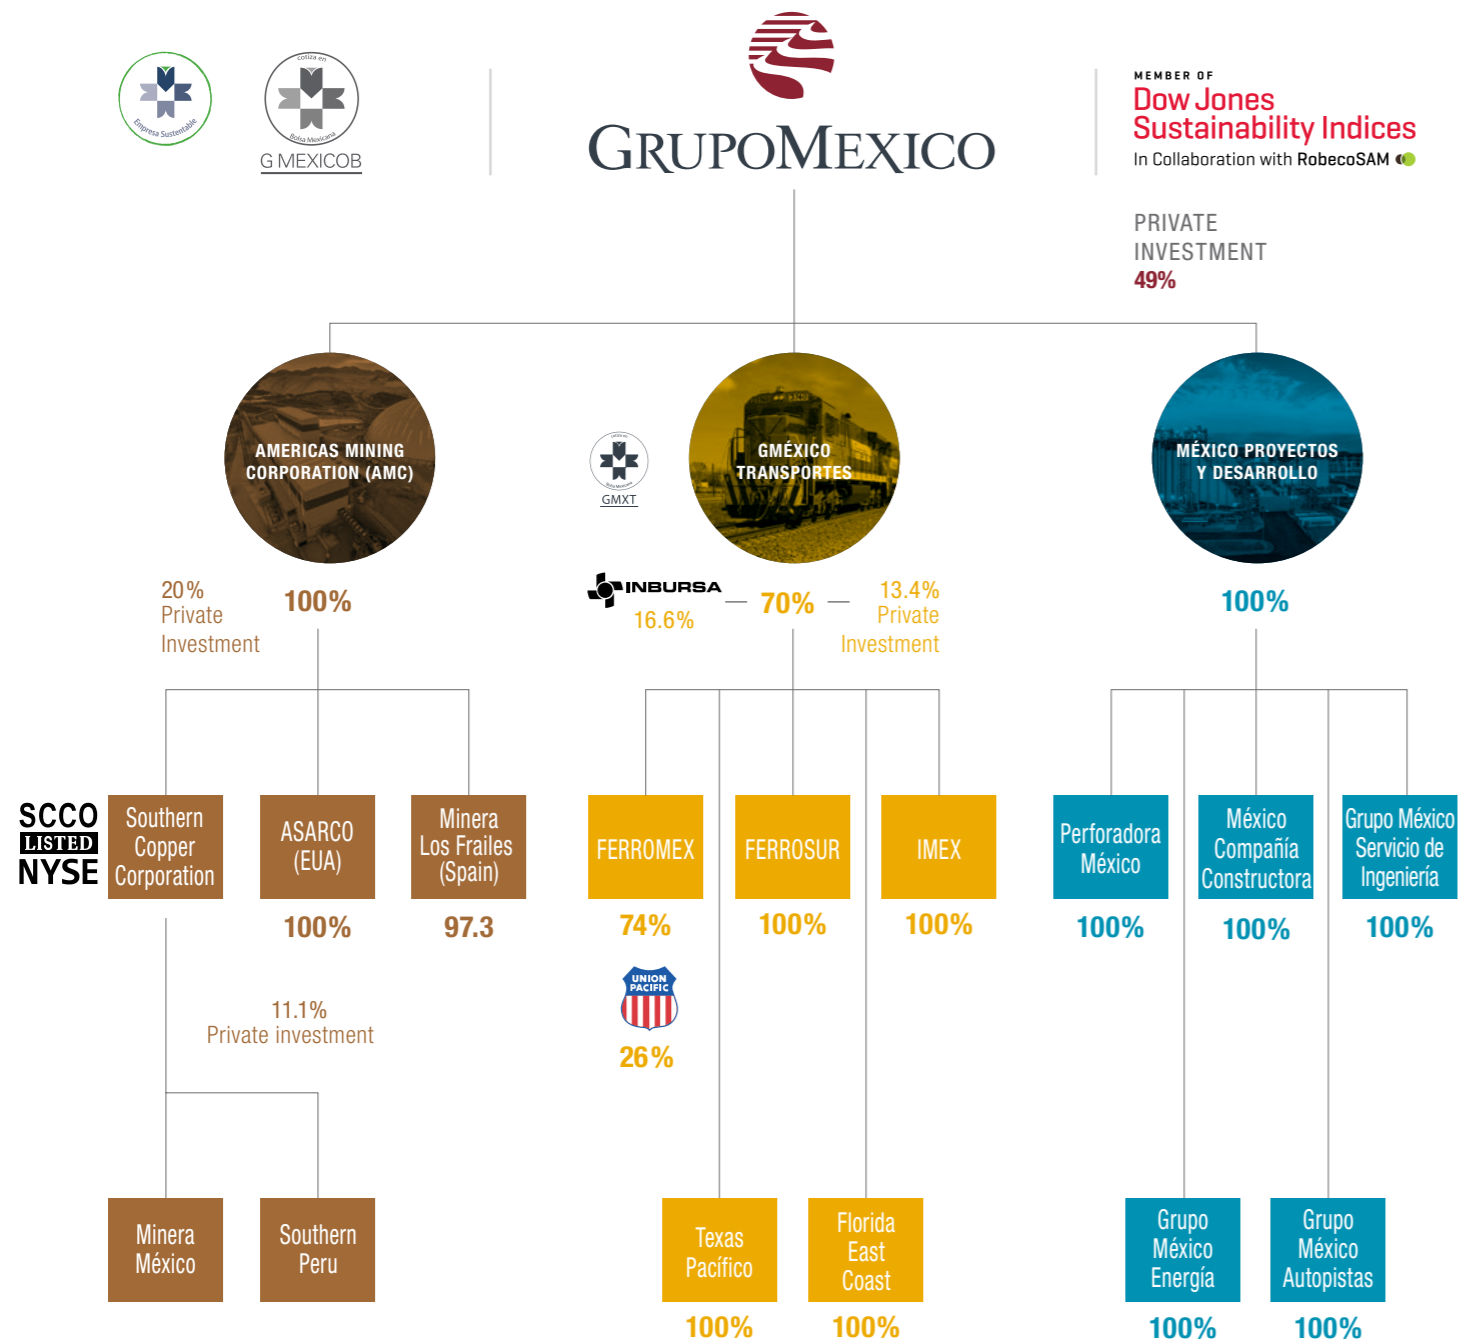 Empresa Sustentable
cotiza en
Bolsa Mexicana
G MEXICOB
GRUPOMEXICO
MEMBER OF
Dow Jones
Sustainability Indices
In Collaboration with RobecoSAM
PRIVATE
INVESTMENT
49%
AMERICAS MINING
CORPORATION (AMC)
cotiza en
Bolsa Mexicana
GMXT
GMÉXICO
TRANSPORTES
MÉXICO PROYECTOS
Y DESARROLLO
20%
Private
Investment
100%
INBURSA
16.6%
70%
13.4%
Private
Investment
100%
SCCO
LISTED
NYSE
Southern
Copper
Corporation
ASARCO
(EUA)
100%
Minera
Los Frailes
(Spain)
97.3
FERROMEX
74%
UNION
PACIFIC
26%
FERROSUR
100%
IMEX
100%
Perforadora
México
100%
México
Compañía
Constructora
100%
Grupo México
Servicio de
Ingeniería
100%
11.1%
Private investment
Minera
México
Southern
Peru
Texas
Pacífico
100%
Florida
East
Coast
100%
Grupo
México
Energía
100%
Grupo
México
Autopistas
100%